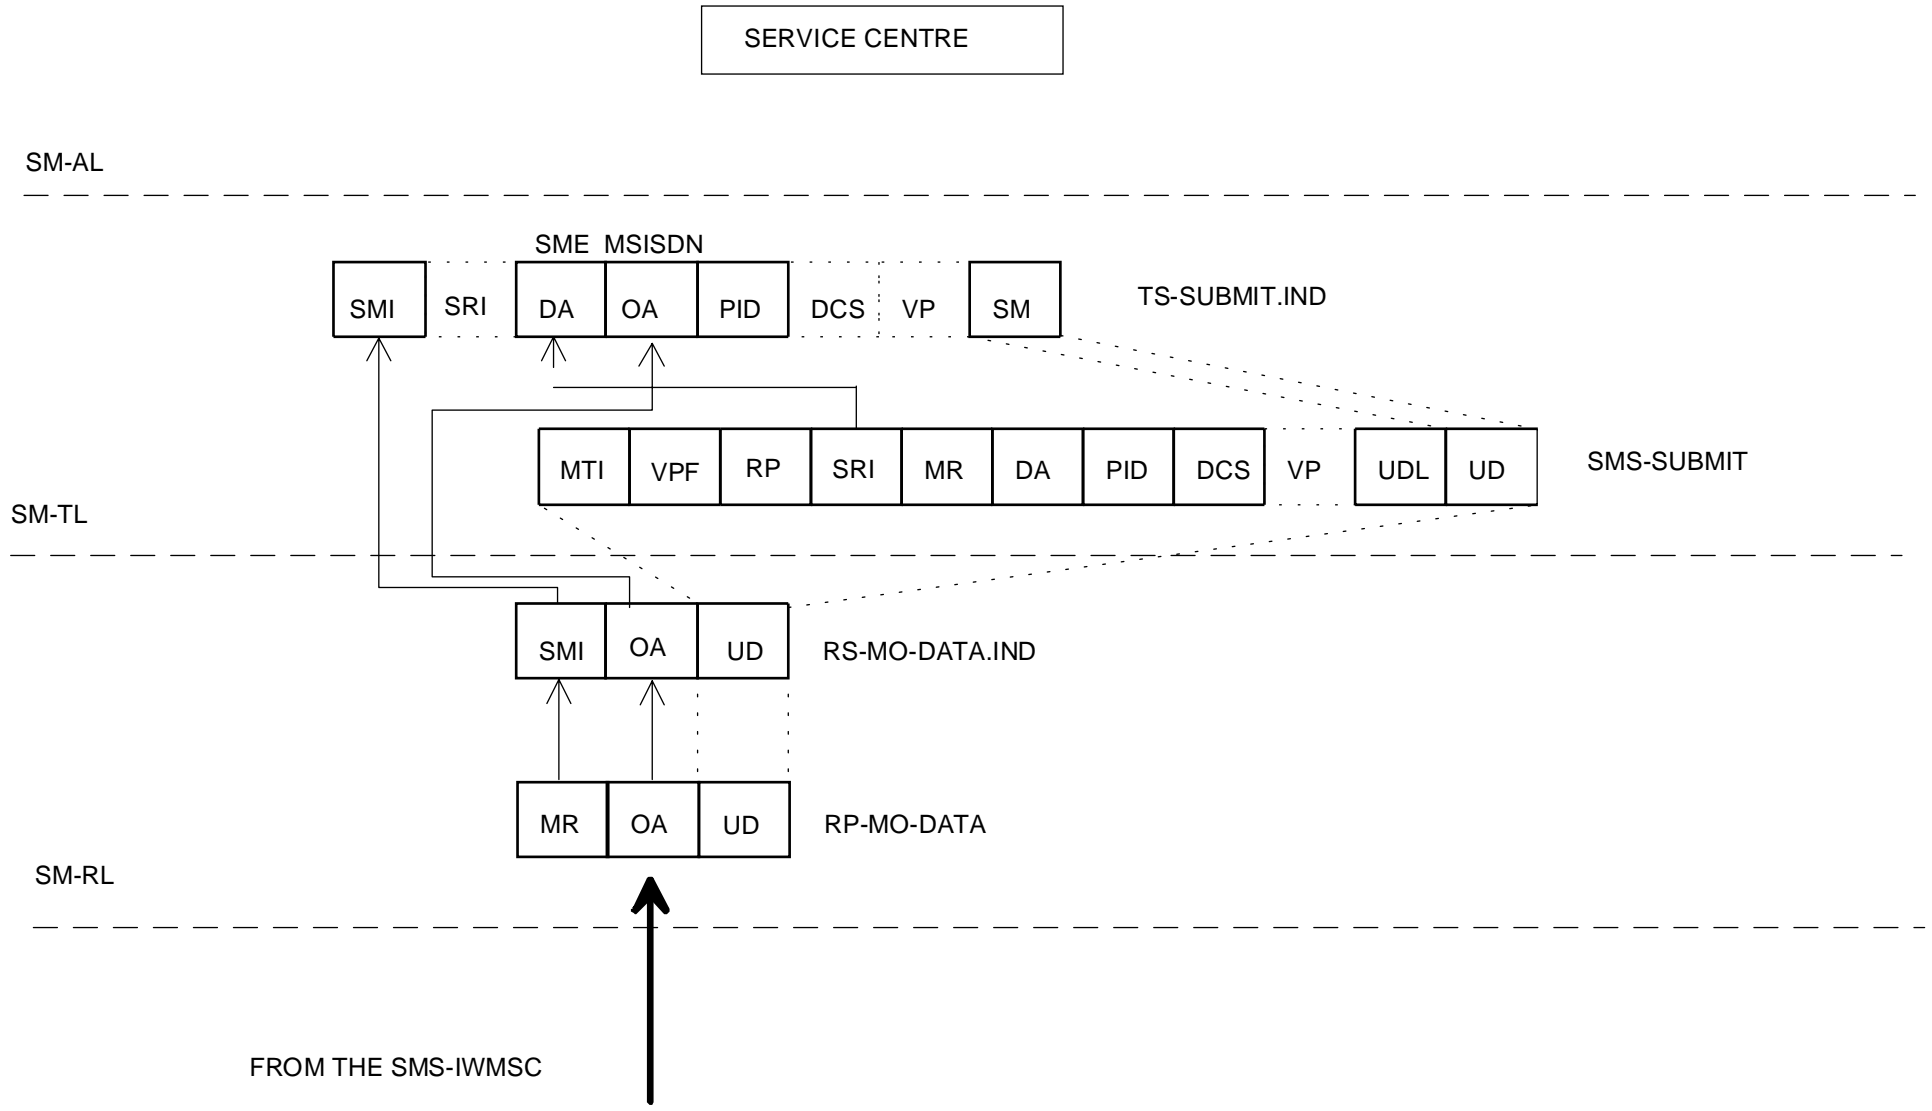 SERVICE CENTRE
SM-AL
SME MSISDN
SMI SRI DA OA PID DCS VP SM TS-SUBMIT.IND
MTI VPF RP SRI MR DA PID DCS VP UDL UD SMS-SUBMIT
SM-TL
SMI OA UD RS-MO-DATA.IND
MR OA UD RP-MO-DATA
SM-RL
FROM THE SMS-IWMSC